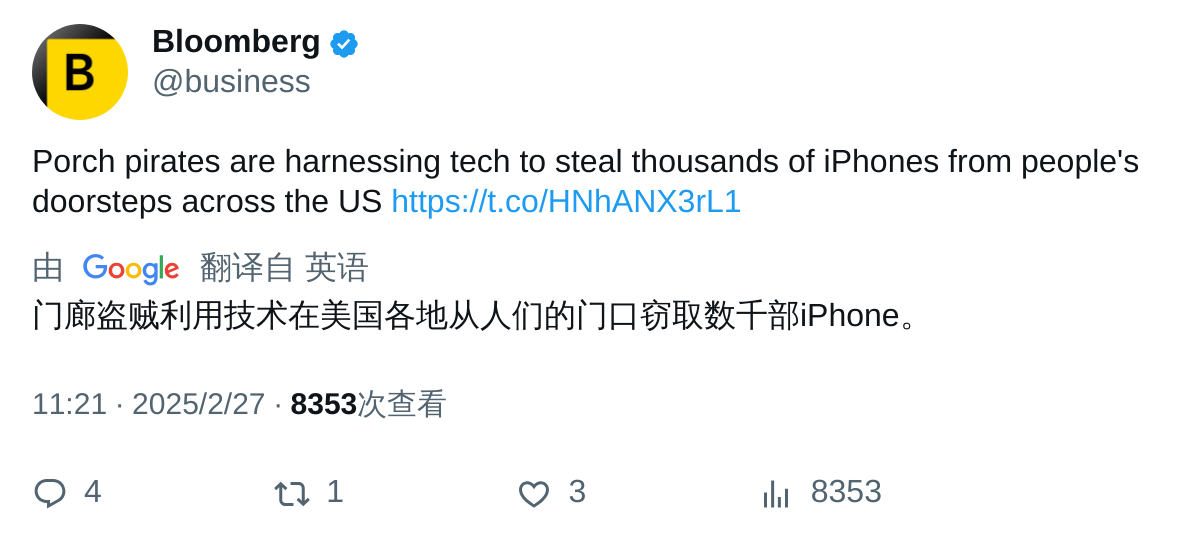 B
Bloomberg
@business
Porch pirates are harnessing tech to steal thousands of iPhones from people's
doorsteps across the US https://t.co/HNhANX3rL1
由 Google 翻译自 英语
门廊盗贼利用技术在美国各地从人们的门口窃取数千部iPhone。
11:21 · 2025/2/27 · 8353次查看
4 1 3 8353